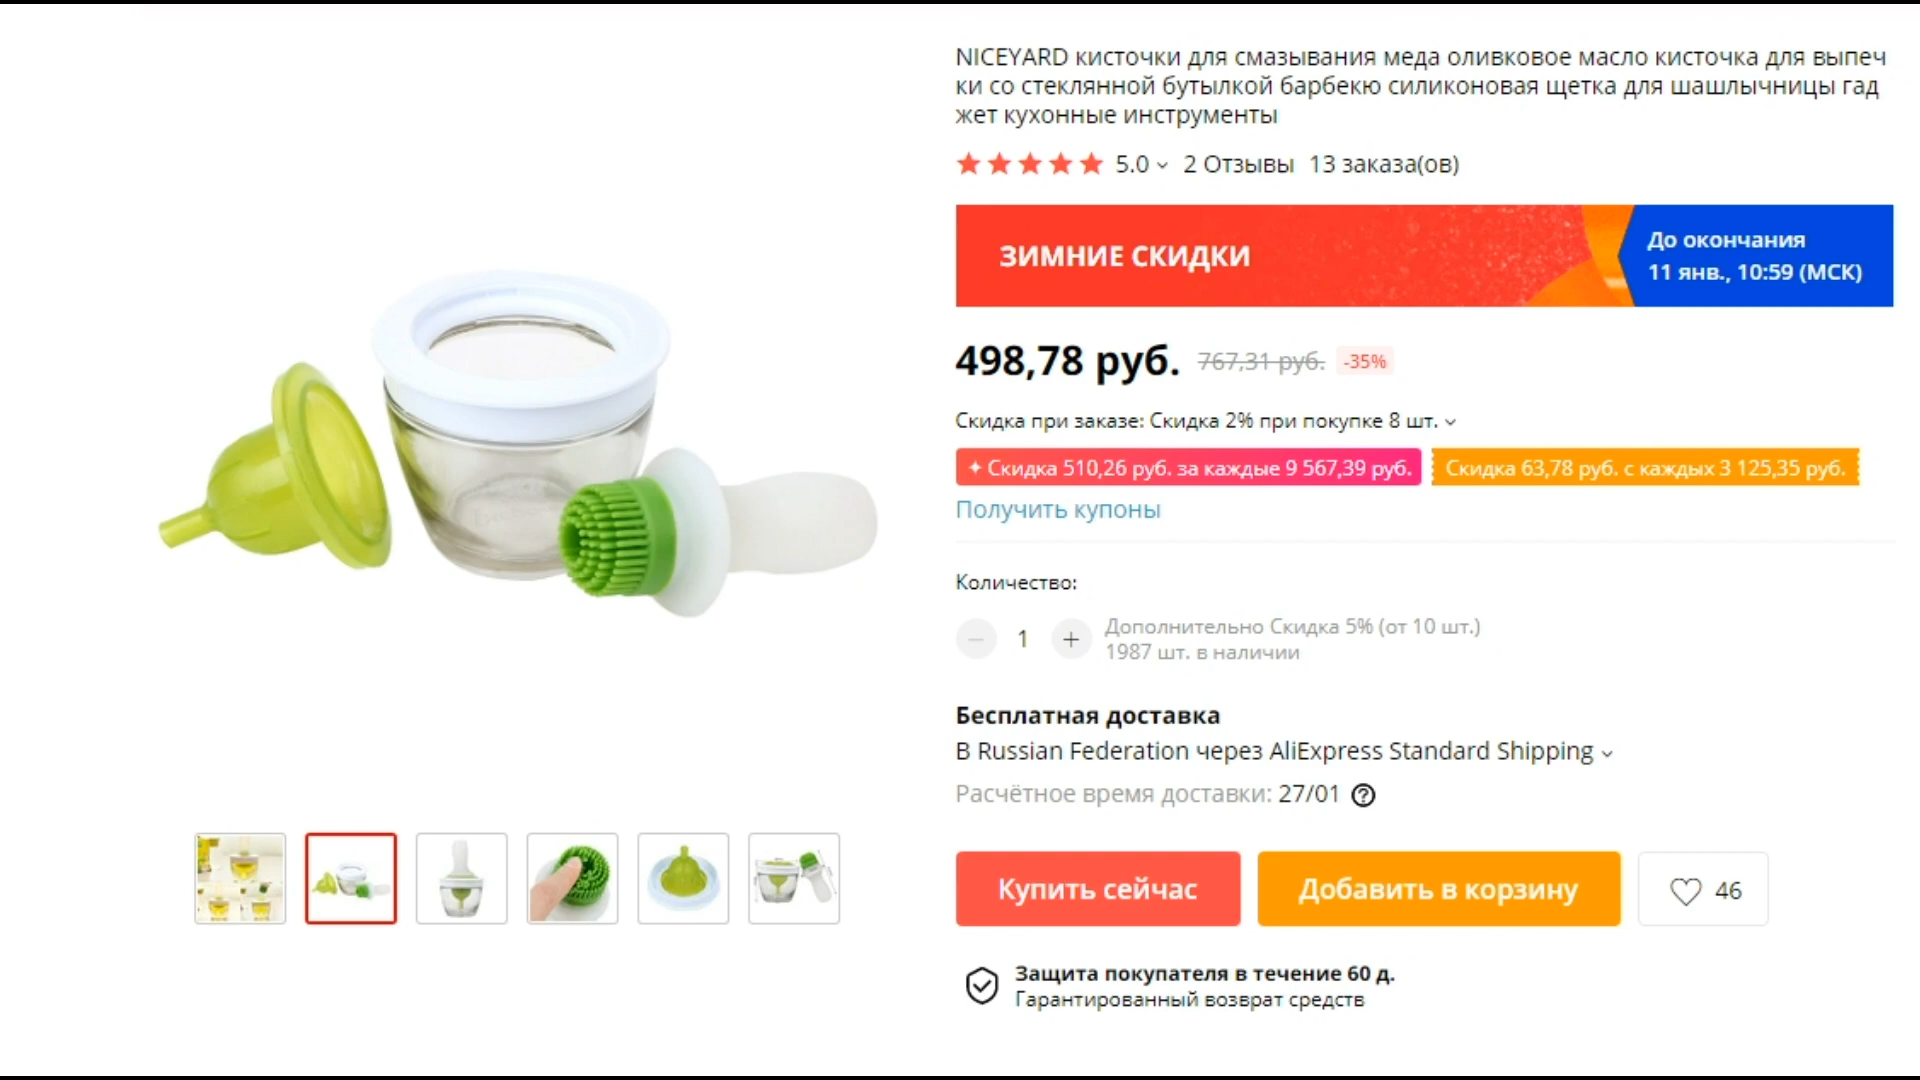 NICEYARD кисточки для смазывания меда оливковое масло кисточка для выпеч
ки со стеклянной бутылкой барбекю силиконовая щетка для шашлычницы гад
жет кухонные инструменты
5.0 2 Отзывы 13 заказа(ов)
ЗИМНИЕ СКИДКИ
До окончания
11 янв., 10:59 (МСК)
498,78 руб. 767,31 руб. -35%
Скидка при заказе: Скидка 2% при покупке 8 шт.
Скидка 510,26 руб. за каждые 9 567,39 руб. Скидка 63,78 руб. с каждых 3 125,35 руб.
Получить купоны
Количество:
1
Дополнительно Скидка 5% (от 10 шт.)
1987 шт. в наличии
Бесплатная доставка
В Russian Federation через AliExpress Standard Shipping
Расчётное время доставки: 27/01
Купить сейчас Добавить в корзину 46
Защита покупателя в течение 60 д.
Гарантированный возврат средств